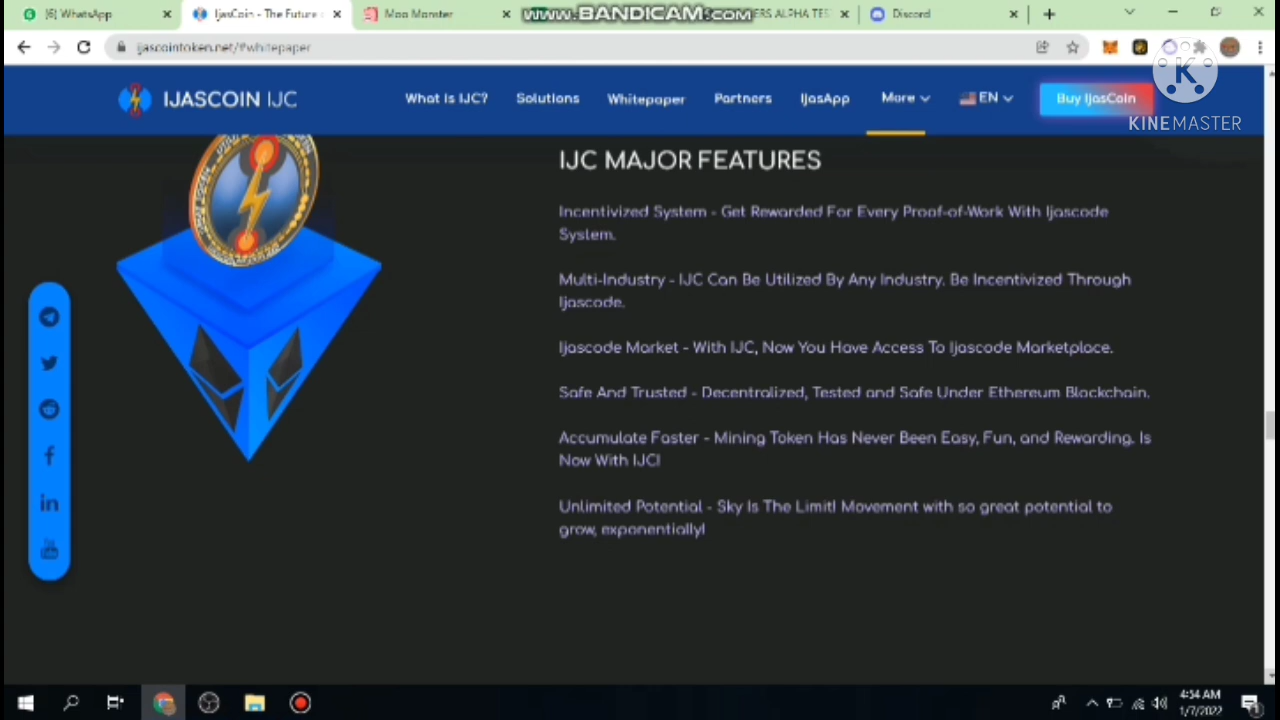 (6) WhatsApp
IjasCoin - The Future
Moo Monster
www.BANDICAM.com
ERS ALPHA TES
Discord
ijascointoken.net/#whitepaper
K
KINEMASTER
IJASCOIN IJC
What Is IJC?
Solutions
Whitepaper
Partners
IjasApp
More
EN
Buy IjasCoin
IJC MAJOR FEATURES
Incentivized System - Get Rewarded For Every Proof-of-Work With Ijascode
System.
Multi-Industry - IJC Can Be Utilized By Any Industry. Be Incentivized Through
Ijascode.
Ijascode Market - With IJC, Now You Have Access To Ijascode Marketplace.
Safe And Trusted - Decentralized, Tested and Safe Under Ethereum Blockchain.
Accumulate Faster - Mining Token Has Never Been Easy, Fun, and Rewarding. Is
Now With IJC!
Unlimited Potential - Sky Is The Limit! Movement with so great potential to
grow, exponentially!
4:54 AM
1/7/2022